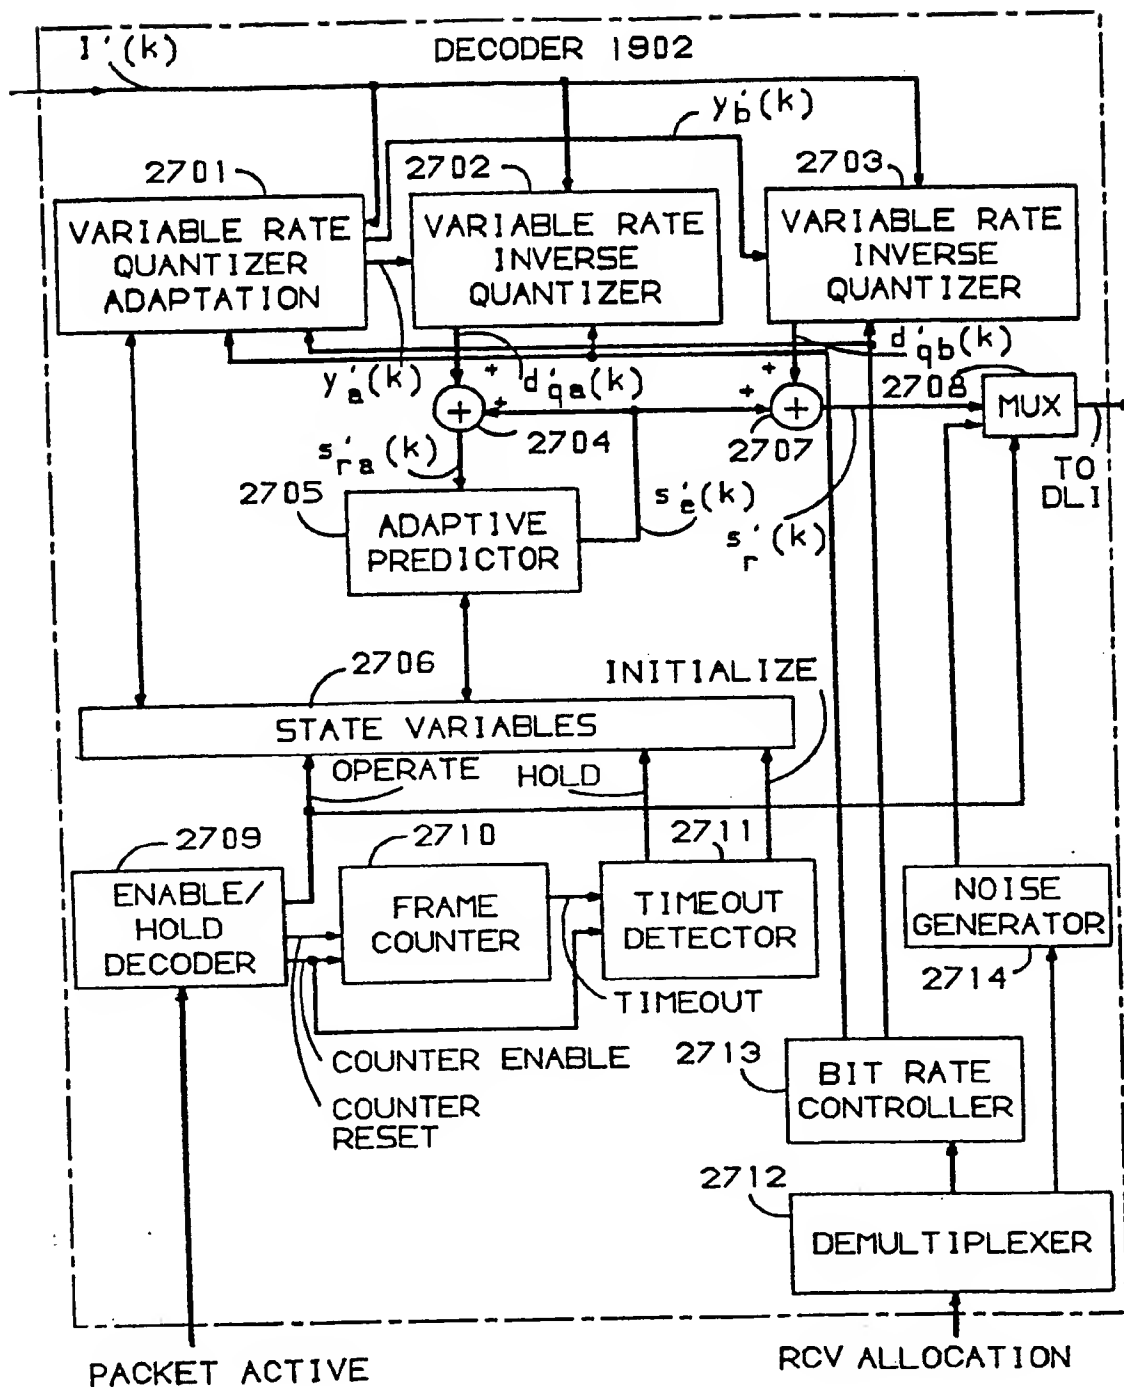 I'(k)
DECODER 1902
y'b(k)
2701
2702
2703
VARIABLE RATE
QUANTIZER
ADAPTATION
VARIABLE RATE
INVERSE
QUANTIZER
VARIABLE RATE
INVERSE
QUANTIZER
y'a(k)
d'qa(k)
d'qb(k)
2708
+
+
+
+
+
+
MUX
2704
2707
s'ra(k)
TO
DLI
2705
s'e(k)
s'r(k)
ADAPTIVE
PREDICTOR
2706
INITIALIZE
STATE VARIABLES
OPERATE
HOLD
2709
2710
2711
ENABLE/
HOLD
DECODER
FRAME
COUNTER
TIMEOUT
DETECTOR
NOISE
GENERATOR
2714
TIMEOUT
COUNTER ENABLE
COUNTER
RESET
2713
BIT RATE
CONTROLLER
2712
DEMULTIPLEXER
PACKET ACTIVE
RCV ALLOCATION